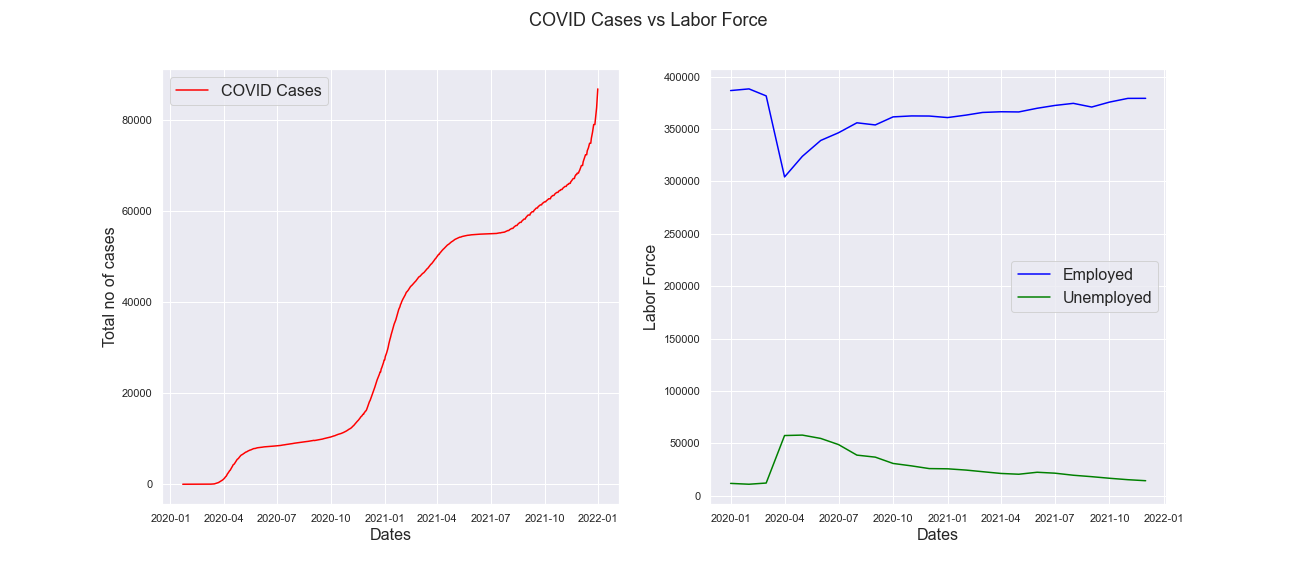 COVID Cases vs Labor Force
COVID Cases
Total no of cases
80000
60000
40000
20000
0
2020-01 2020-04 2020-07 2020-10 2021-01 2021-04 2021-07 2021-10 2022-01
Dates
Employed
Unemployed
Labor Force
400000
350000
300000
250000
200000
150000
100000
50000
0
2020-01 2020-04 2020-07 2020-10 2021-01 2021-04 2021-07 2021-10 2022-01
Dates